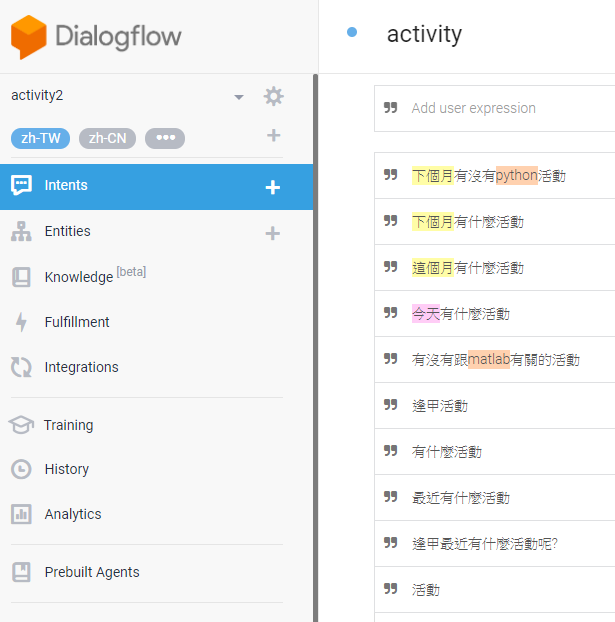 Dialogflow
activity2
zh-TW
zh-CN
•••
Intents
Entities
Knowledge [beta]
Fulfillment
Integrations
Training
History
Analytics
Prebuilt Agents
activity
Add user expression
下個月有沒有python活動
下個月有什麼活動
這個月有什麼活動
今天有什麼活動
有沒有跟matlab有關的活動
逢甲活動
有什麼活動
最近有什麼活動
逢甲最近有什麼活動呢?
活動